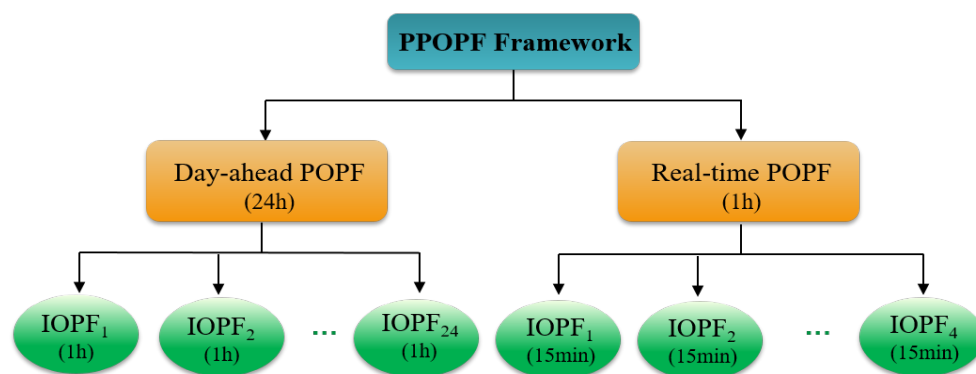 PPOPF Framework
Day-ahead POPF
(24h)
Real-time POPF
(1h)
IOPF₁
(1h)
IOPF₂
(1h)
...
IOPF₂₄
(1h)
IOPF₁
(15min)
IOPF₂
(15min)
...
IOPF₄
(15min)